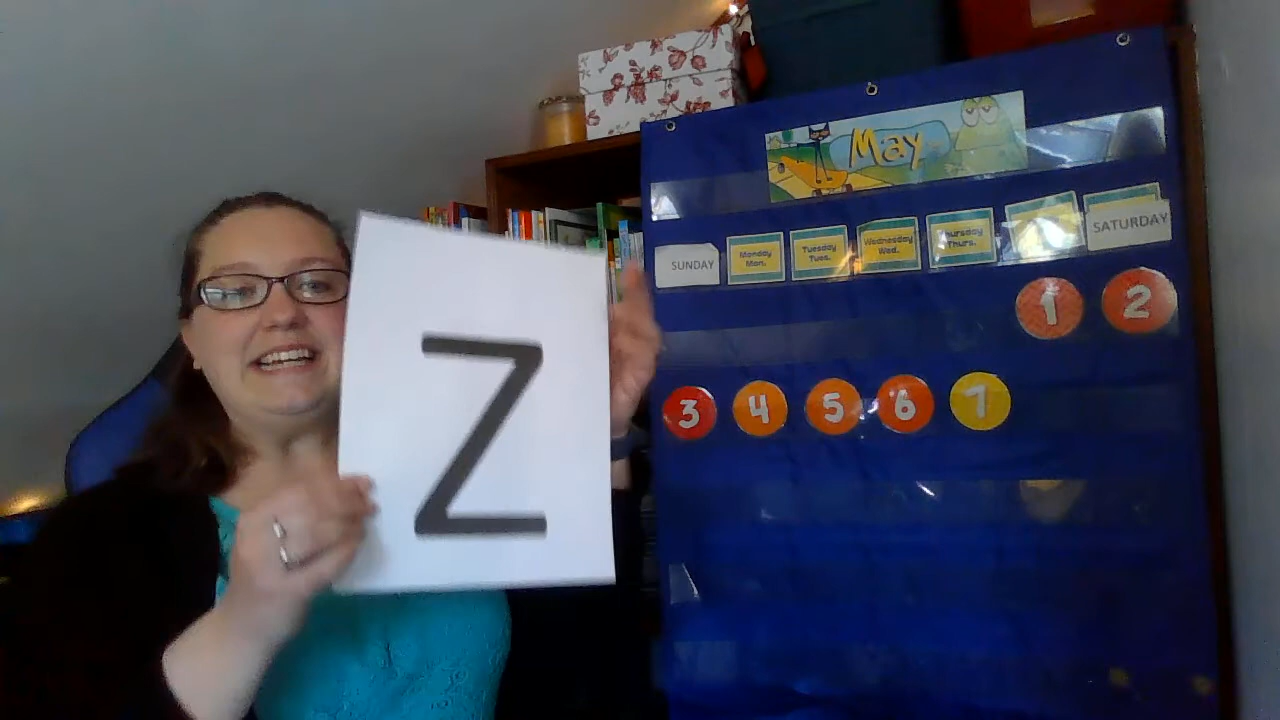 May
SUNDAY
Monday
Mon.
Tuesday
Tues.
Wednesday
Wed.
Thursday
Thurs.
SATURDAY
1 2
3 4 5 6 7
Z